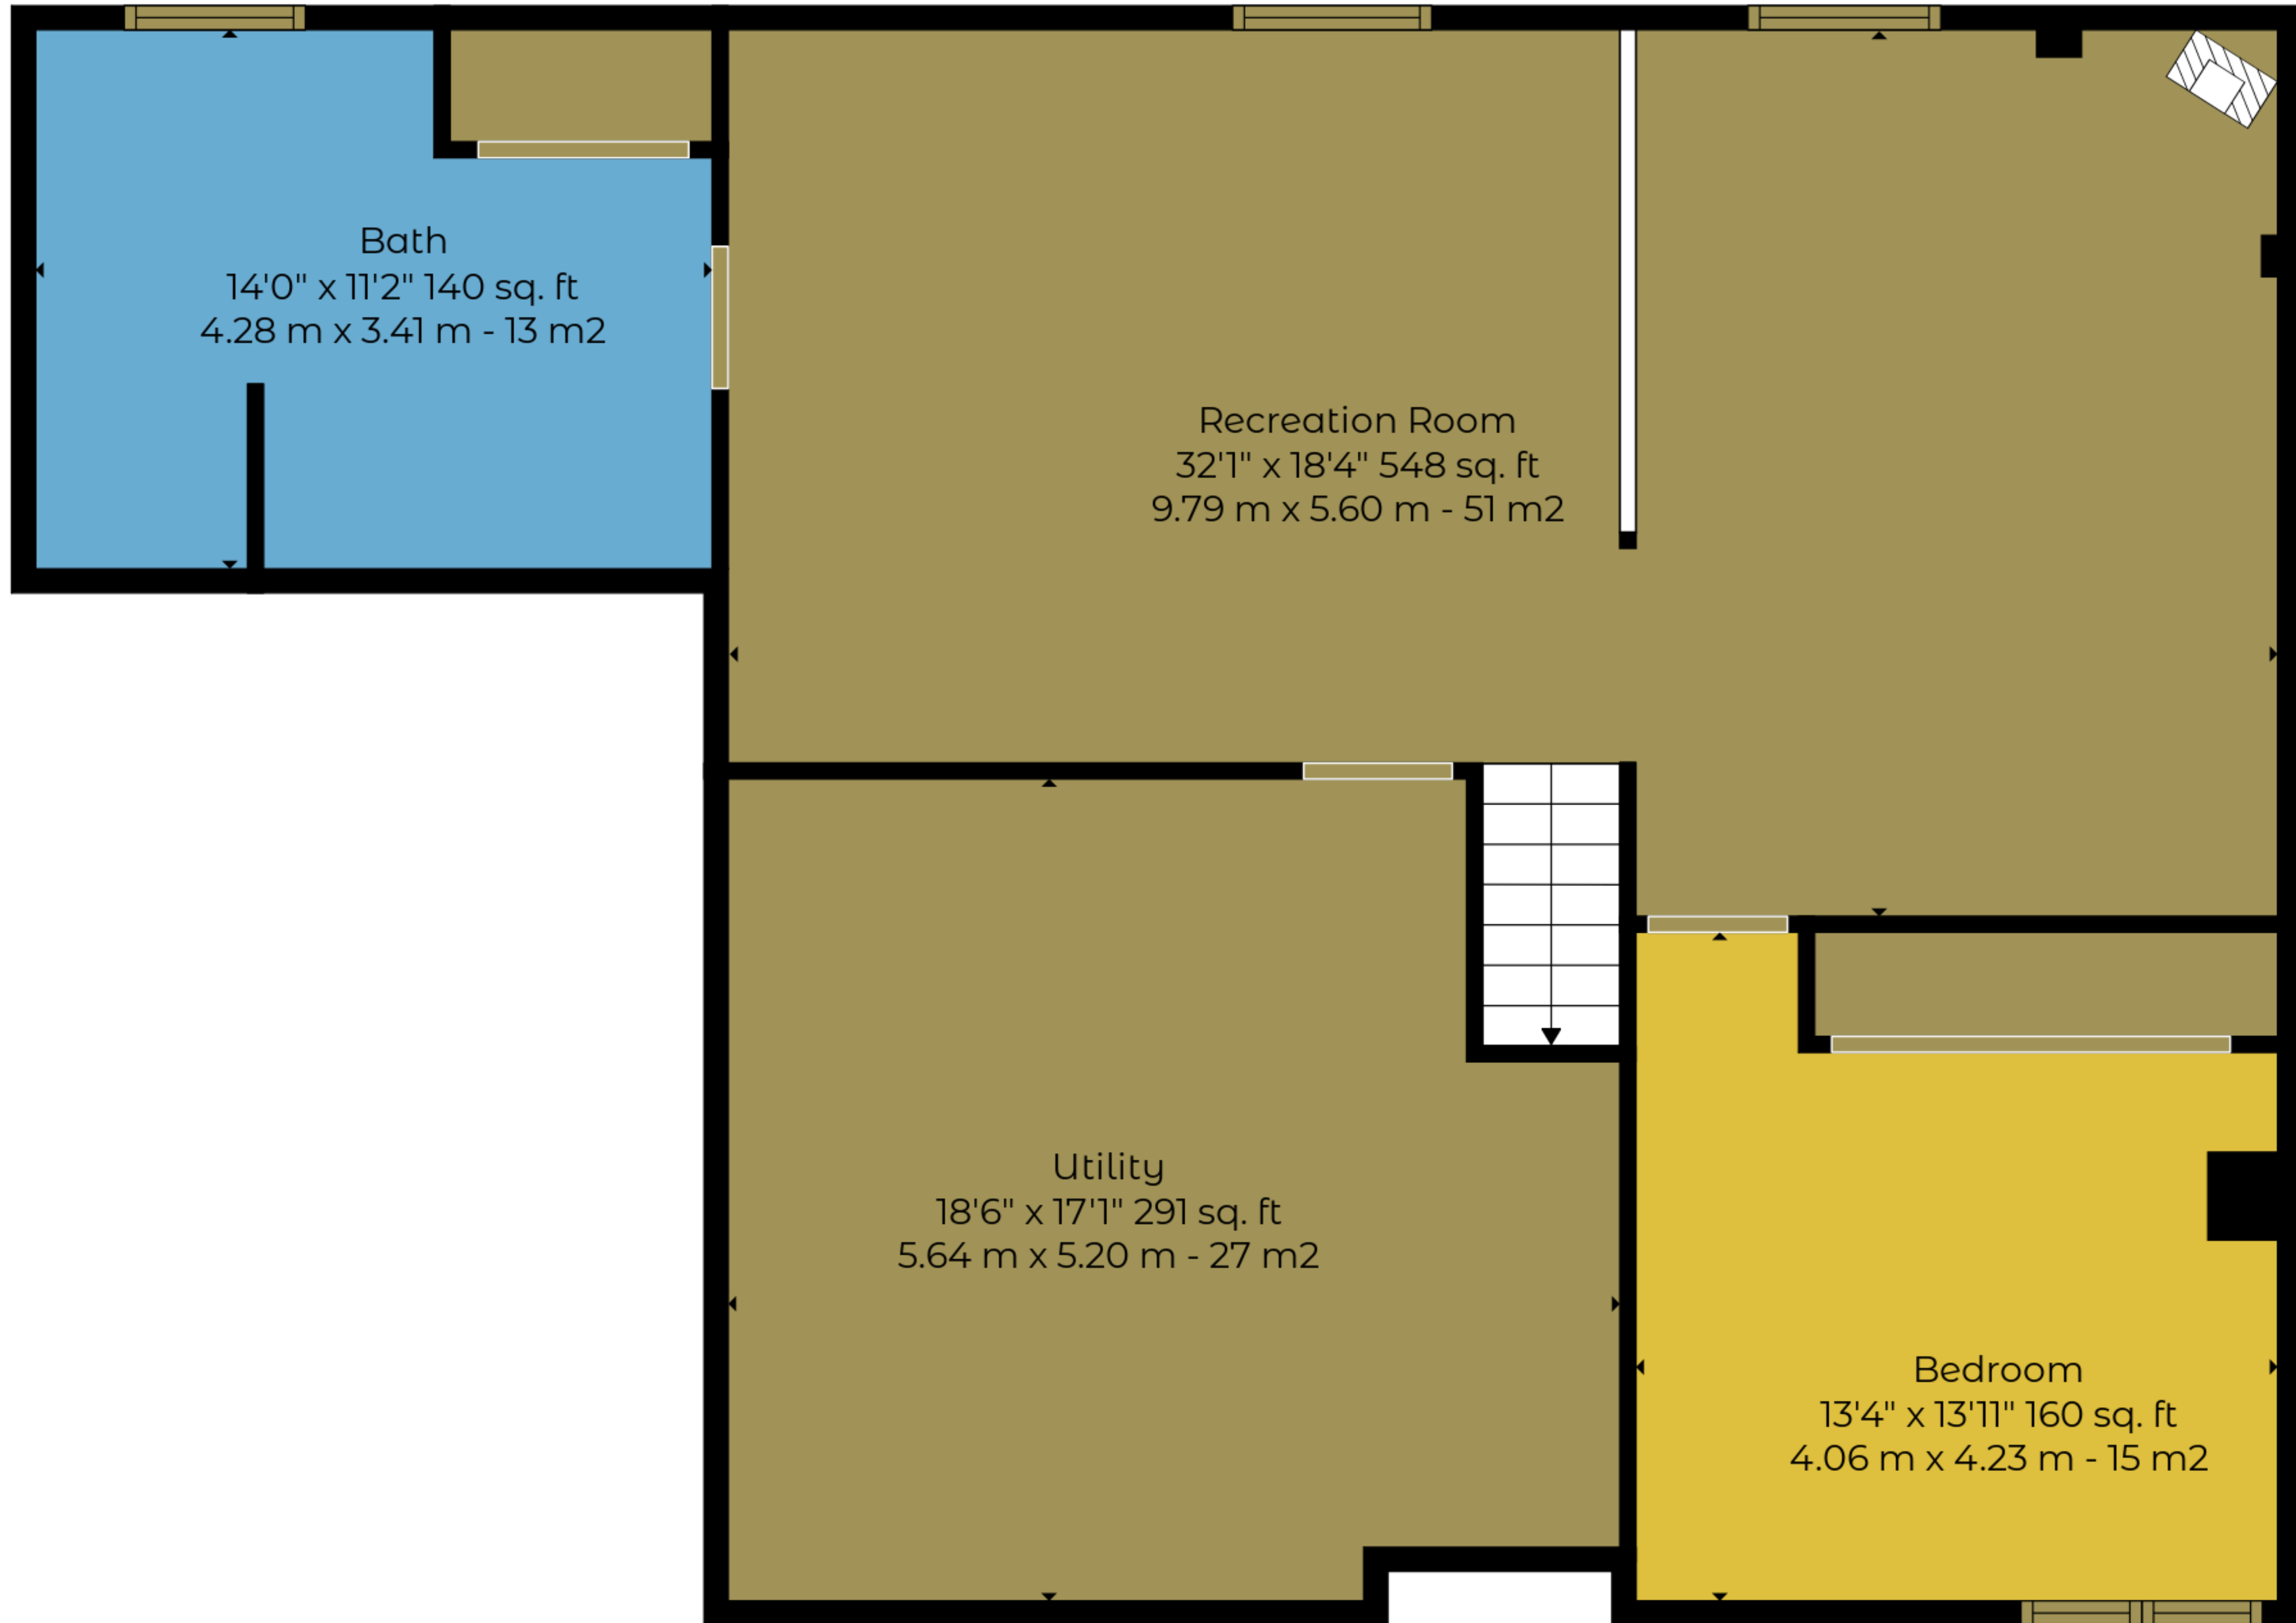 Bath
14'0" x 11'2" 140 sq. ft
4.28 m x 3.41 m - 13 m2
Recreation Room
32'1" x 18'4" 548 sq. ft
9.79 m x 5.60 m - 51 m2
Utility
18'6" x 17'1" 291 sq. ft
5.64 m x 5.20 m - 27 m2
Bedroom
13'4" x 13'11" 160 sq. ft
4.06 m x 4.23 m - 15 m2